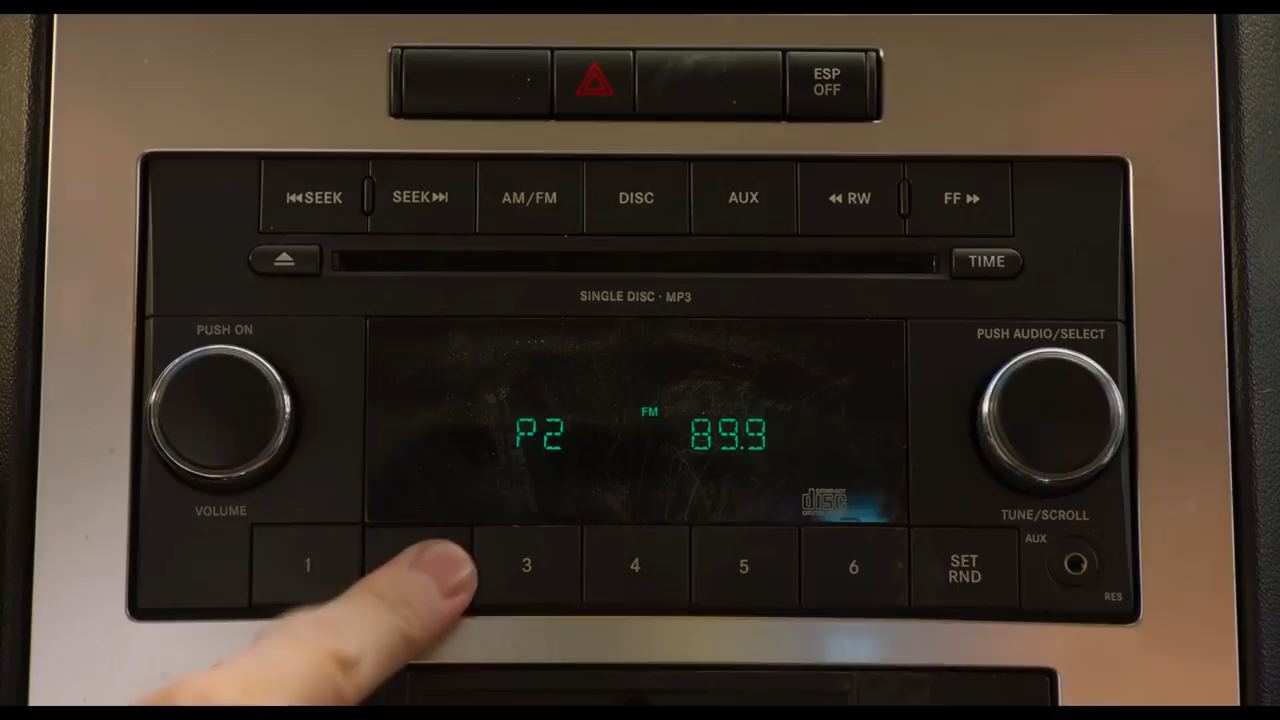 ESP
OFF
SEEK
SEEK
AM/FM
DISC
AUX
RW
FF
TIME
SINGLE DISC · MP3
PUSH ON
PUSH AUDIO/SELECT
FM
P2
89.9
disc
VOLUME
TUNE/SCROLL
1
3
4
5
6
SET
RND
AUX
RES